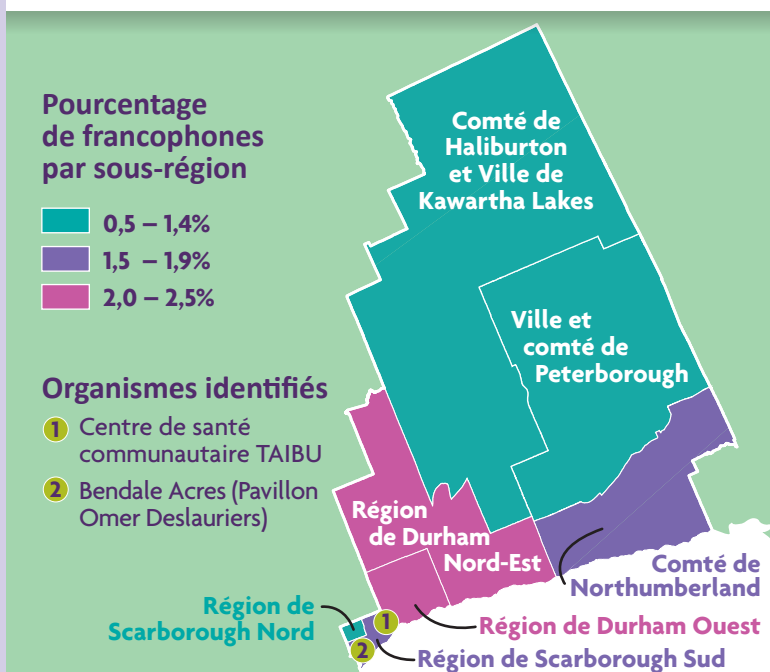 Pourcentage
de francophones
par sous-région
0,5 – 1,4%
1,5 – 1,9%
2,0 – 2,5%
Organismes identifiés
1 Centre de santé
communautaire TAIBU
2 Bendale Acres (Pavillon
Omer Deslauriers)
Comté de
Haliburton
et Ville de
Kawartha Lakes
Ville et
comté de
Peterborough
Région
de Durham
Nord-Est
Comté de
Northumberland
Région de
Scarborough Nord
1
2
Région de Durham Ouest
Région de Scarborough Sud